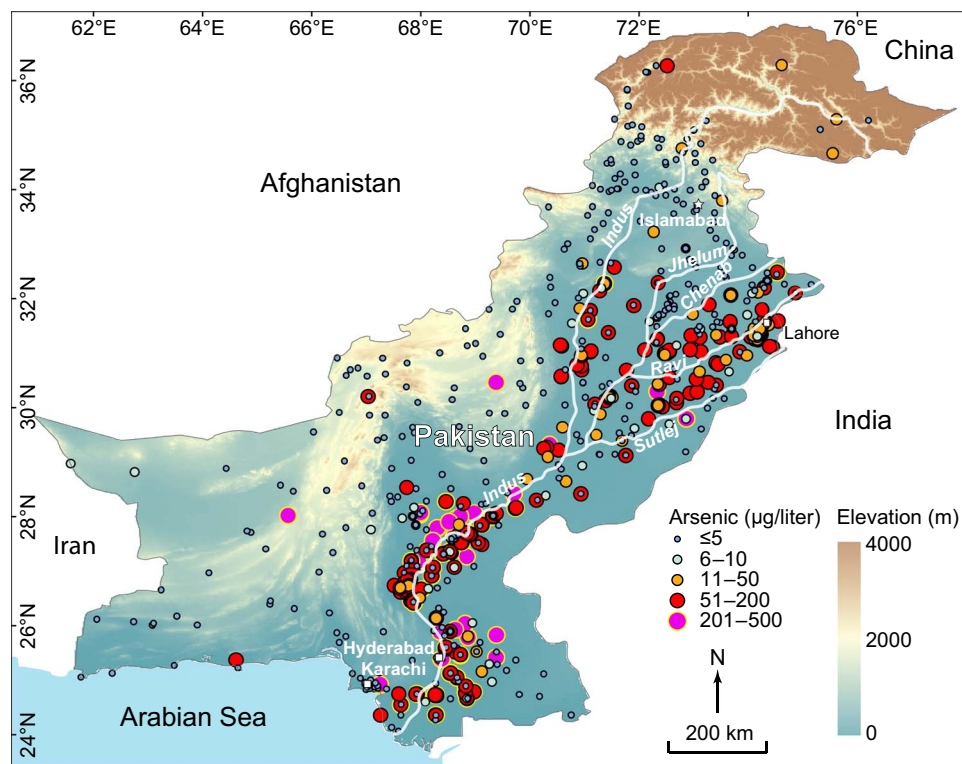 62°E 64°E 66°E 68°E 70°E 72°E 74°E 76°E
36°N
34°N
32°N
30°N
28°N
26°N
24°N
China
Afghanistan
Indus
Islamabad
Jhelum
Chenab
Lahore
Ravi
India
Pakistan
Sutlej
Indus
Iran
Arsenic (µg/liter)
≤5
6–10
11–50
51–200
201–500
Elevation (m)
4000
2000
0
Hyderabad
Karachi
N
200 km
Arabian Sea